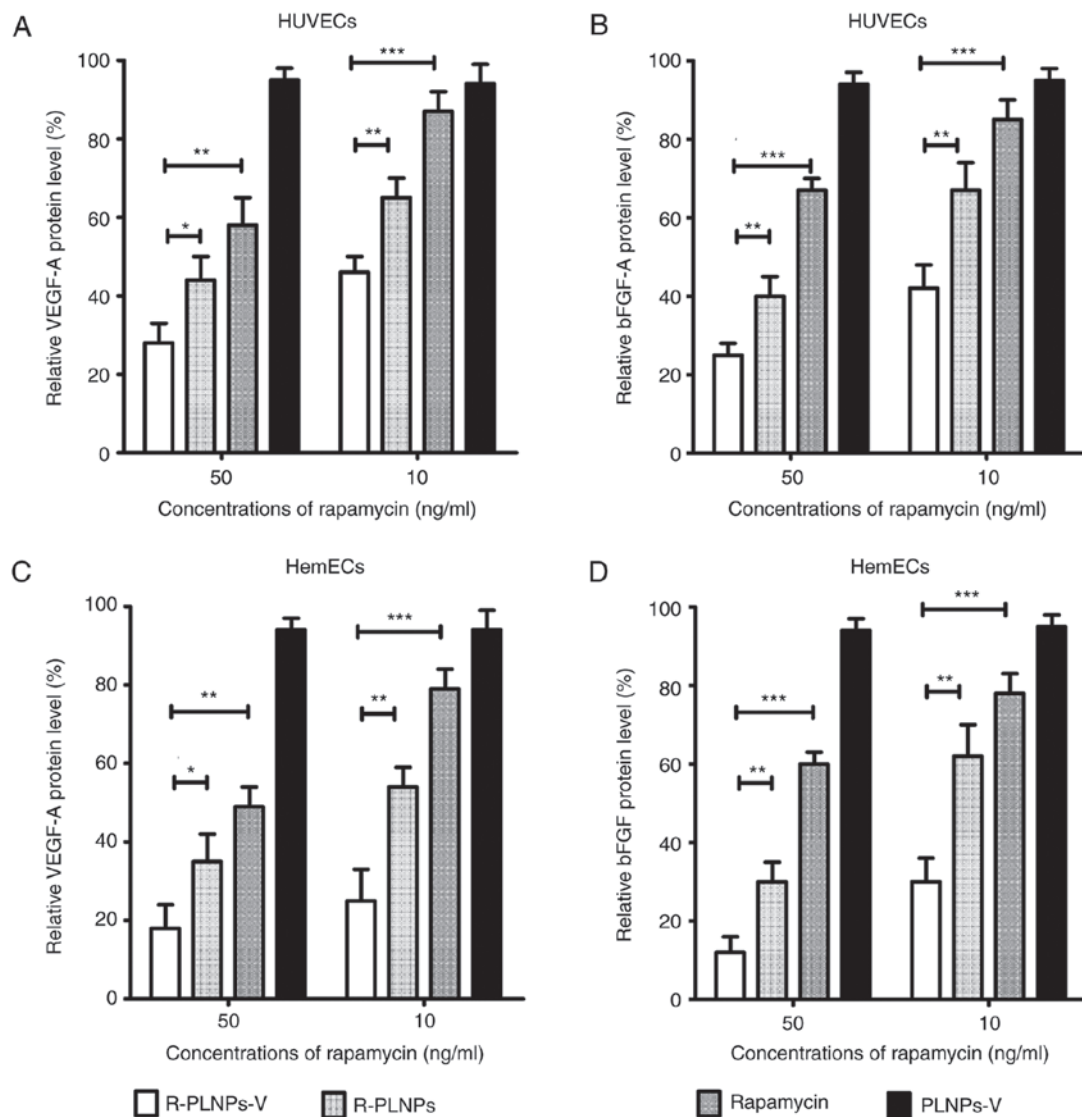 A
HUVECs
Relative VEGF-A protein level (%)
100
80
60
40
20
0
**
*
***
**
50
10
Concentrations of rapamycin (ng/ml)
B
HUVECs
Relative bFGF-A protein level (%)
100
80
60
40
20
0
***
**
***
**
50
10
Concentrations of rapamycin (ng/ml)
C
HemECs
Relative VEGF-A protein level (%)
100
80
60
40
20
0
**
*
***
**
50
10
Concentrations of rapamycin (ng/ml)
D
HemECs
Relative bFGF protein level (%)
100
80
60
40
20
0
***
**
***
**
50
10
Concentrations of rapamycin (ng/ml)
R-PLNPs-V
R-PLNPs
Rapamycin
PLNPs-V